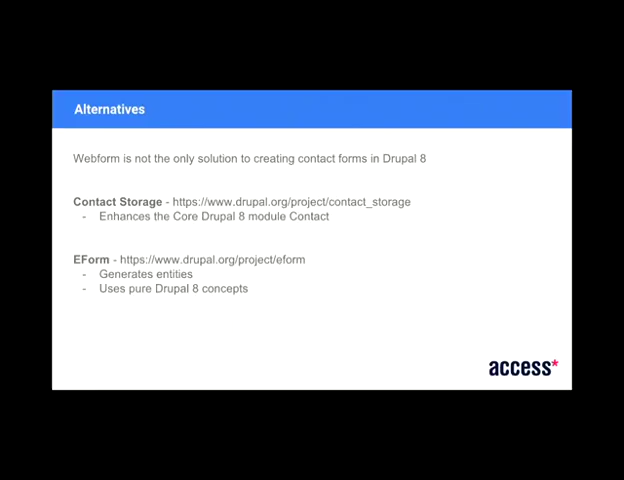 Alternatives
Webform is not the only solution to creating contact forms in Drupal 8
Contact Storage - https://www.drupal.org/project/contact_storage
- Enhances the Core Drupal 8 module Contact
EForm - https://www.drupal.org/project/eform
- Generates entities
- Uses pure Drupal 8 concepts
access*